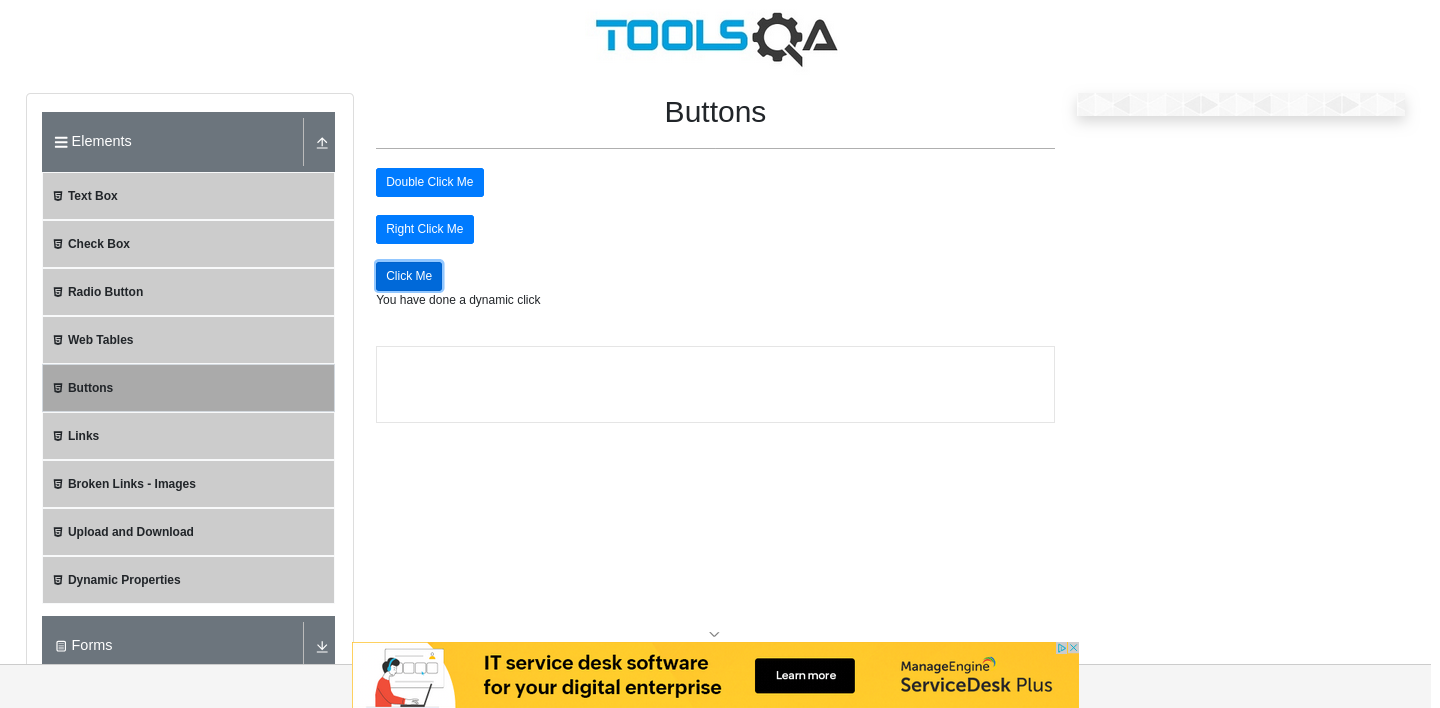 TOOLSQA
Elements
Text Box
Check Box
Radio Button
Web Tables
Buttons
Links
Broken Links - Images
Upload and Download
Dynamic Properties
Forms
Buttons
Double Click Me
Right Click Me
Click Me
You have done a dynamic click
IT service desk software
for your digital enterprise
Learn more
ManageEngine
ServiceDesk Plus